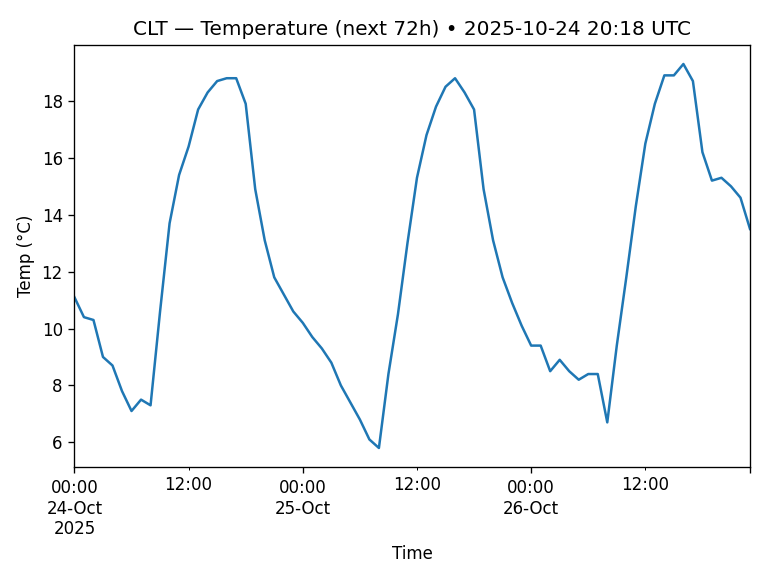 CLT — Temperature (next 72h) • 2025-10-24 20:18 UTC
Temp (°C)
18
16
14
12
10
8
6
00:00 12:00 00:00 12:00 00:00 12:00
24-Oct 25-Oct 26-Oct
2025
Time